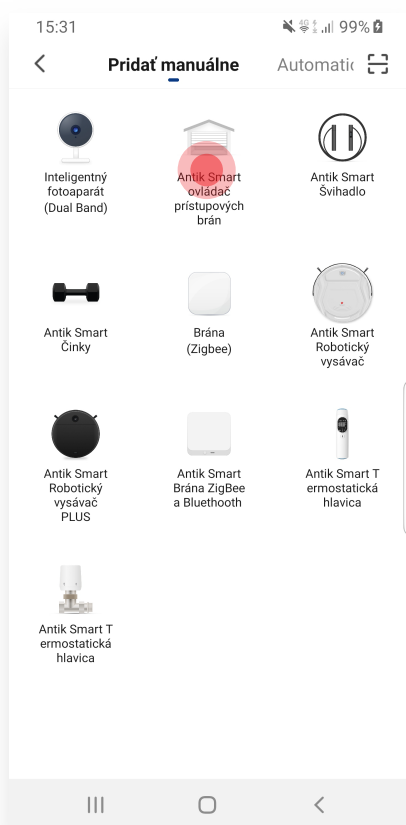 15:31
4G
99%
Pridať manuálne
Automatic
Inteligentný
fotoaparát
(Dual Band)
Antik Smart
ovládač
prístupových
brán
Antik Smart
Švihadlo
Antik Smart
Činky
Brána
(Zigbee)
Antik Smart
Robotický
vysávač
Antik Smart
Robotický
vysávač
PLUS
Antik Smart
Brána ZigBee
a Bluethooth
Antik Smart T
ermostatická
hlavica
Antik Smart T
ermostatická
hlavica